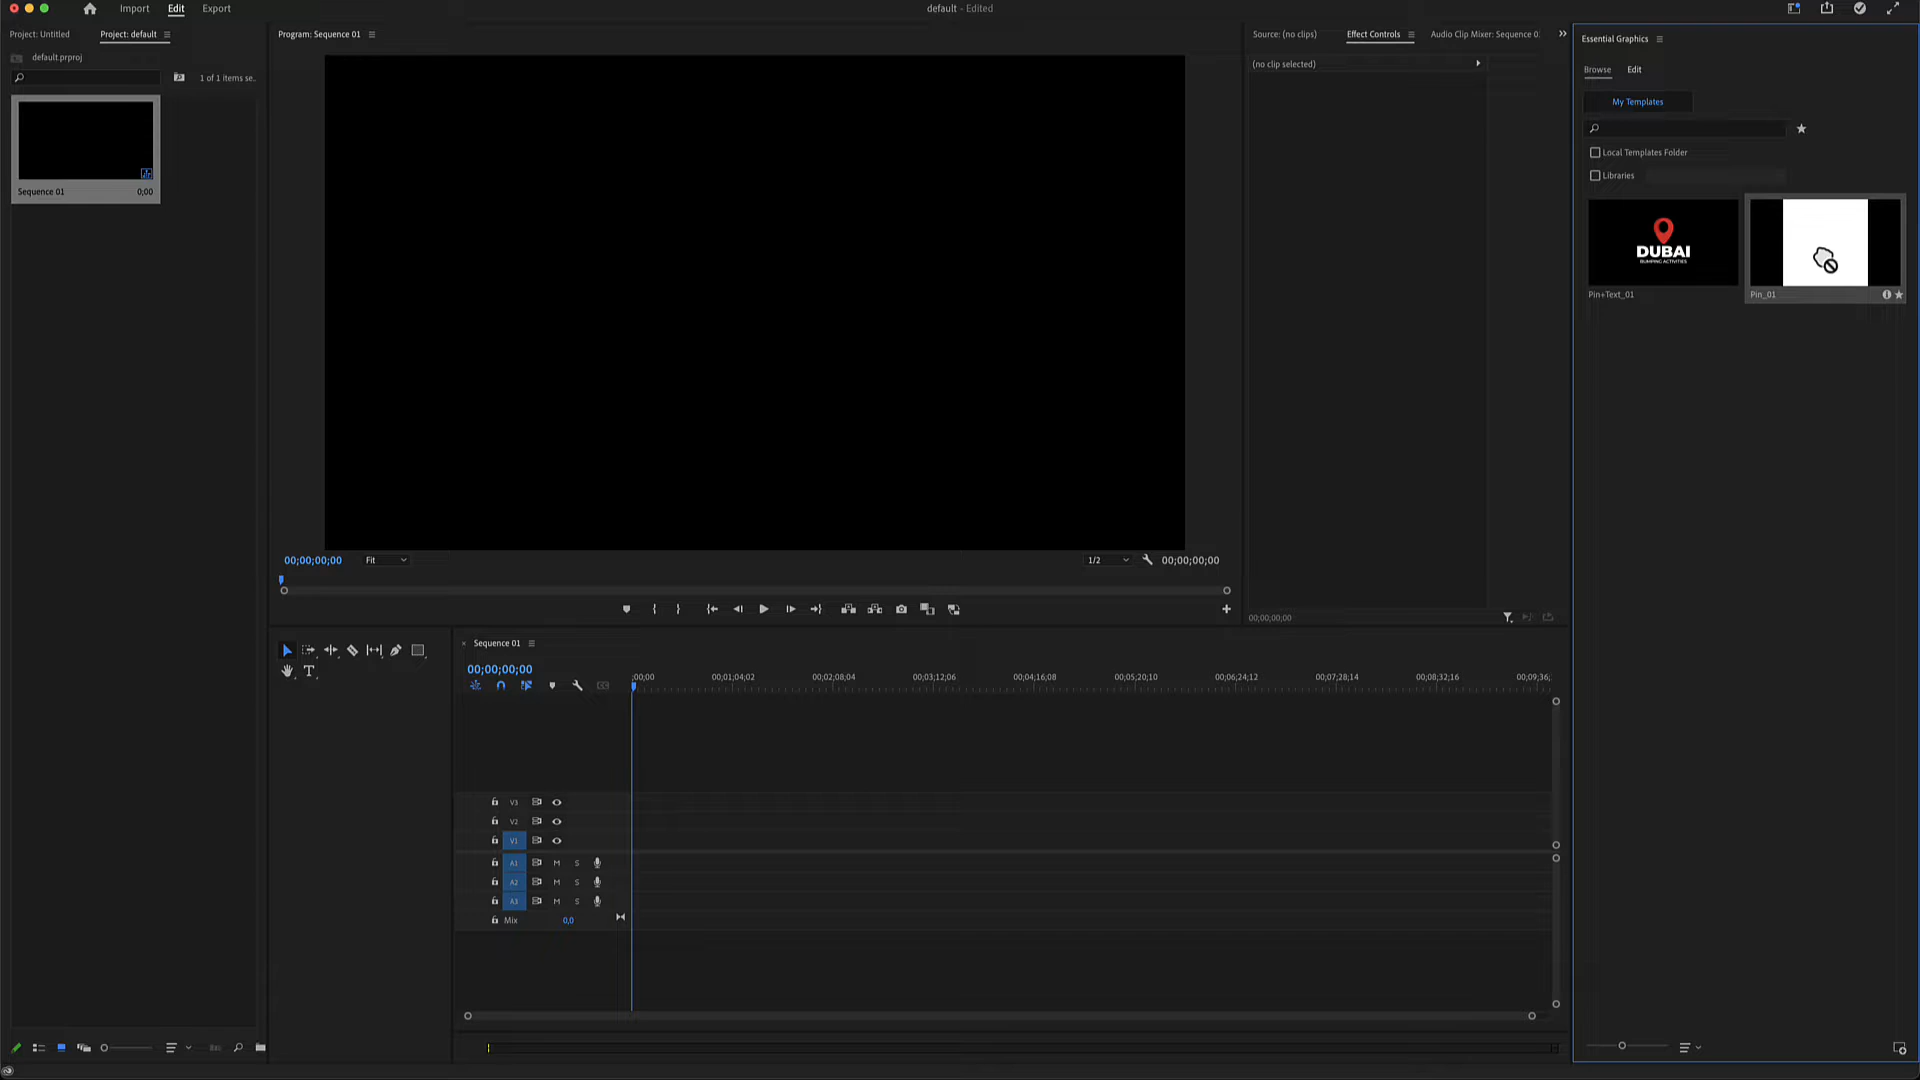 Import Edit Export
default - Edited
Project: Untitled Project: default
default.prproj
1 of 1 items se..
Sequence 01 0;00
Program: Sequence 01
00;00;00;00 Fit 1/2 00;00;00;00
Source: (no clips) Effect Controls Audio Clip Mixer: Sequence 0
(no clip selected)
00;00;00;00
Essential Graphics
Browse Edit
My Templates
Local Templates Folder
Libraries
DUBAI
BUMPING ACTIVITIES
Pin+Text_01 Pin_01
T
Sequence 01
00;00;00;00
;00;00 00;01;04;02 00;02;08;04 00;03;12;06 00;04;16;08 00;05;20;10 00;06;24;12 00;07;28;14 00;08;32;16 00;09;36;
V3
V2
V1
A1 M S
A2 M S
A3 M S
Mix 0,0